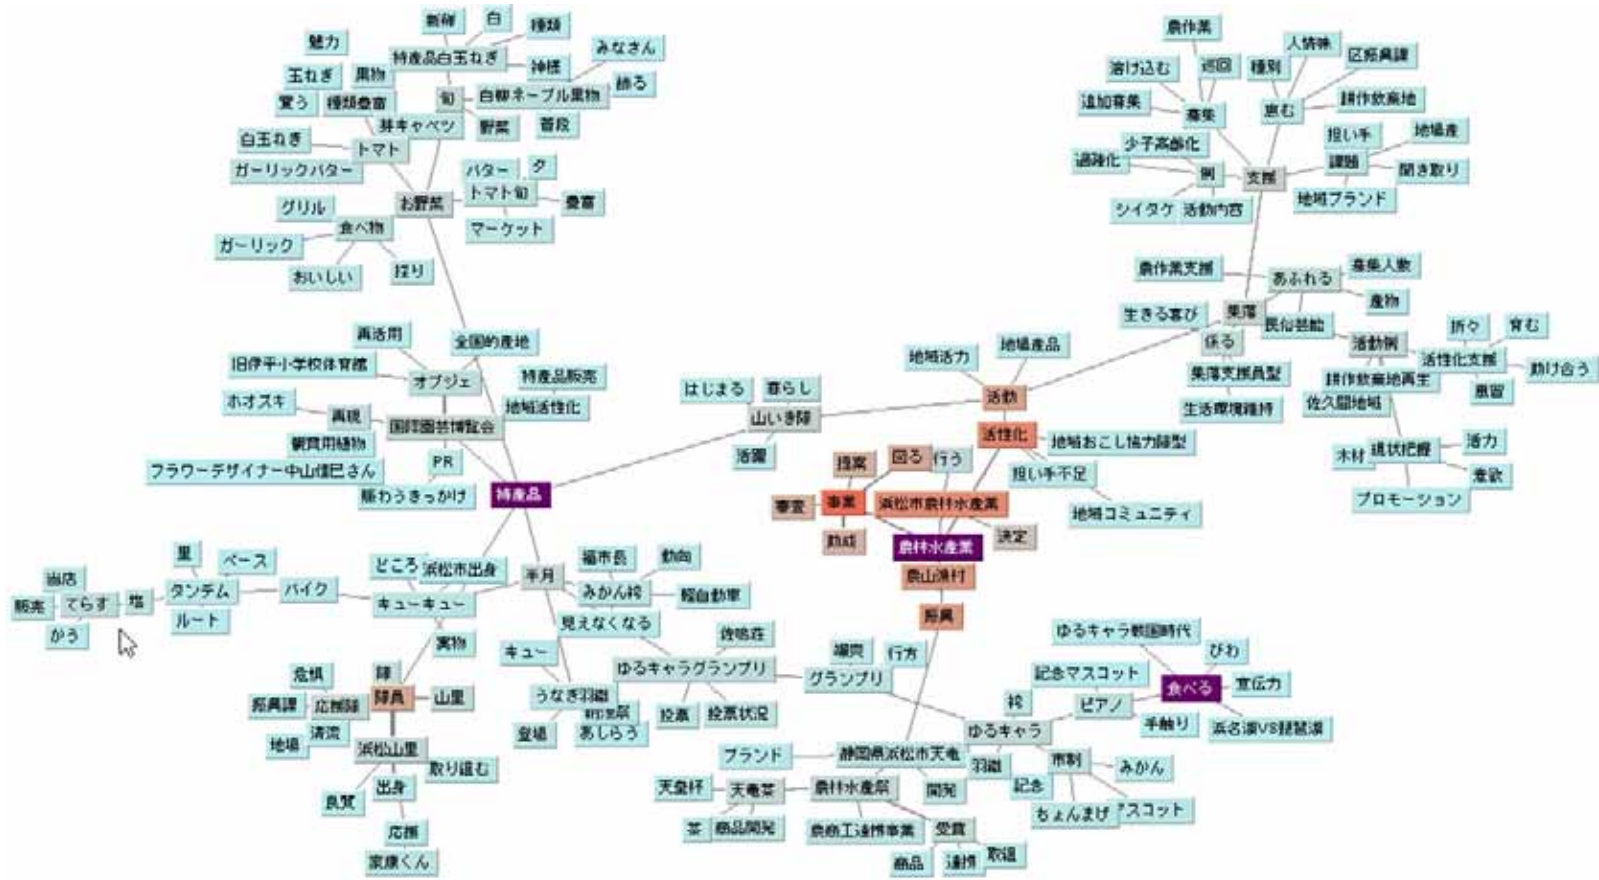 新鮮
白
種類
魅力
特産品白玉ねぎ
みなさん
玉ねぎ
果物
神様
飾る
驚う
種類豊富
旬
白柳ネーブル果物
芽キャベツ
野菜
普段
白玉ねぎ
トマト
ガーリックバター
バター
夕
お野菜
トマト旬
豊富
グリル
食べ物
マーケット
ガーリック
おいしい
採り
農作業
人情味
区振興課
溶け込む
巡回
種別
追加募集
募集
恵む
耕作放棄地
少子高齢化
担い手
地場産
過疎化
例
支援
課題
聞き取り
シイタケ
活動内容
地域ブランド
農作業支援
あふれる
募集人数
産物
生きる喜び
集落
民俗芸能
折々
育む
係る
活動例
活性化支援
助け合う
集落支援員型
耕作放棄地再生
風習
生活環境維持
佐久間地域
木材
現状把握
活力
意欲
プロモーション
再活用
全国的産地
旧伊平小学校体育館
オブジェ
特産品販売
ホオズキ
再現
地域活性化
国際園芸博覧会
観賞用植物
フラワーデザイナー中山佳巳さん
PR
賑わうきっかけ
特産品
はじまる
暮らし
山いき隊
活躍
地域活力
地場産品
活動
活性化
地域おこし協力隊型
担い手不足
地域コミュニティ
提案
図る
行う
審査
事業
浜松市農林水産業
助成
農林水産業
決定
農山漁村
振興
里
ベース
当店
タンデム
バイク
販売
てらす
塩
かう
ルート
どころ
浜松市出身
半月
キューキュー
福市長
動向
みかん袴
軽自動車
見えなくなる
実物
キュー
佐鳴荘
ゆるキャラグランプリ
うなぎ羽織
登場
あしらう
投票
投票状況
危惧
隊
振興課
応援隊
隊員
山里
地場
清流
浜松山里
取り組む
良質
出身
応援
家康くん
行方
グランプリ
ゆるキャラ戦国時代
びわ
記念マスコット
食べる
宣伝力
袴
ピアノ
手触り
浜名湖VS琵琶湖
ゆるキャラ
ブランド
静岡県浜松市天竜
羽織
市制
みかん
天皇杯
天竜茶
農林水産祭
開発
記念
ちょんまげ
マスコット
茶
商品開発
農商工連携事業
受賞
商品
連携
取組